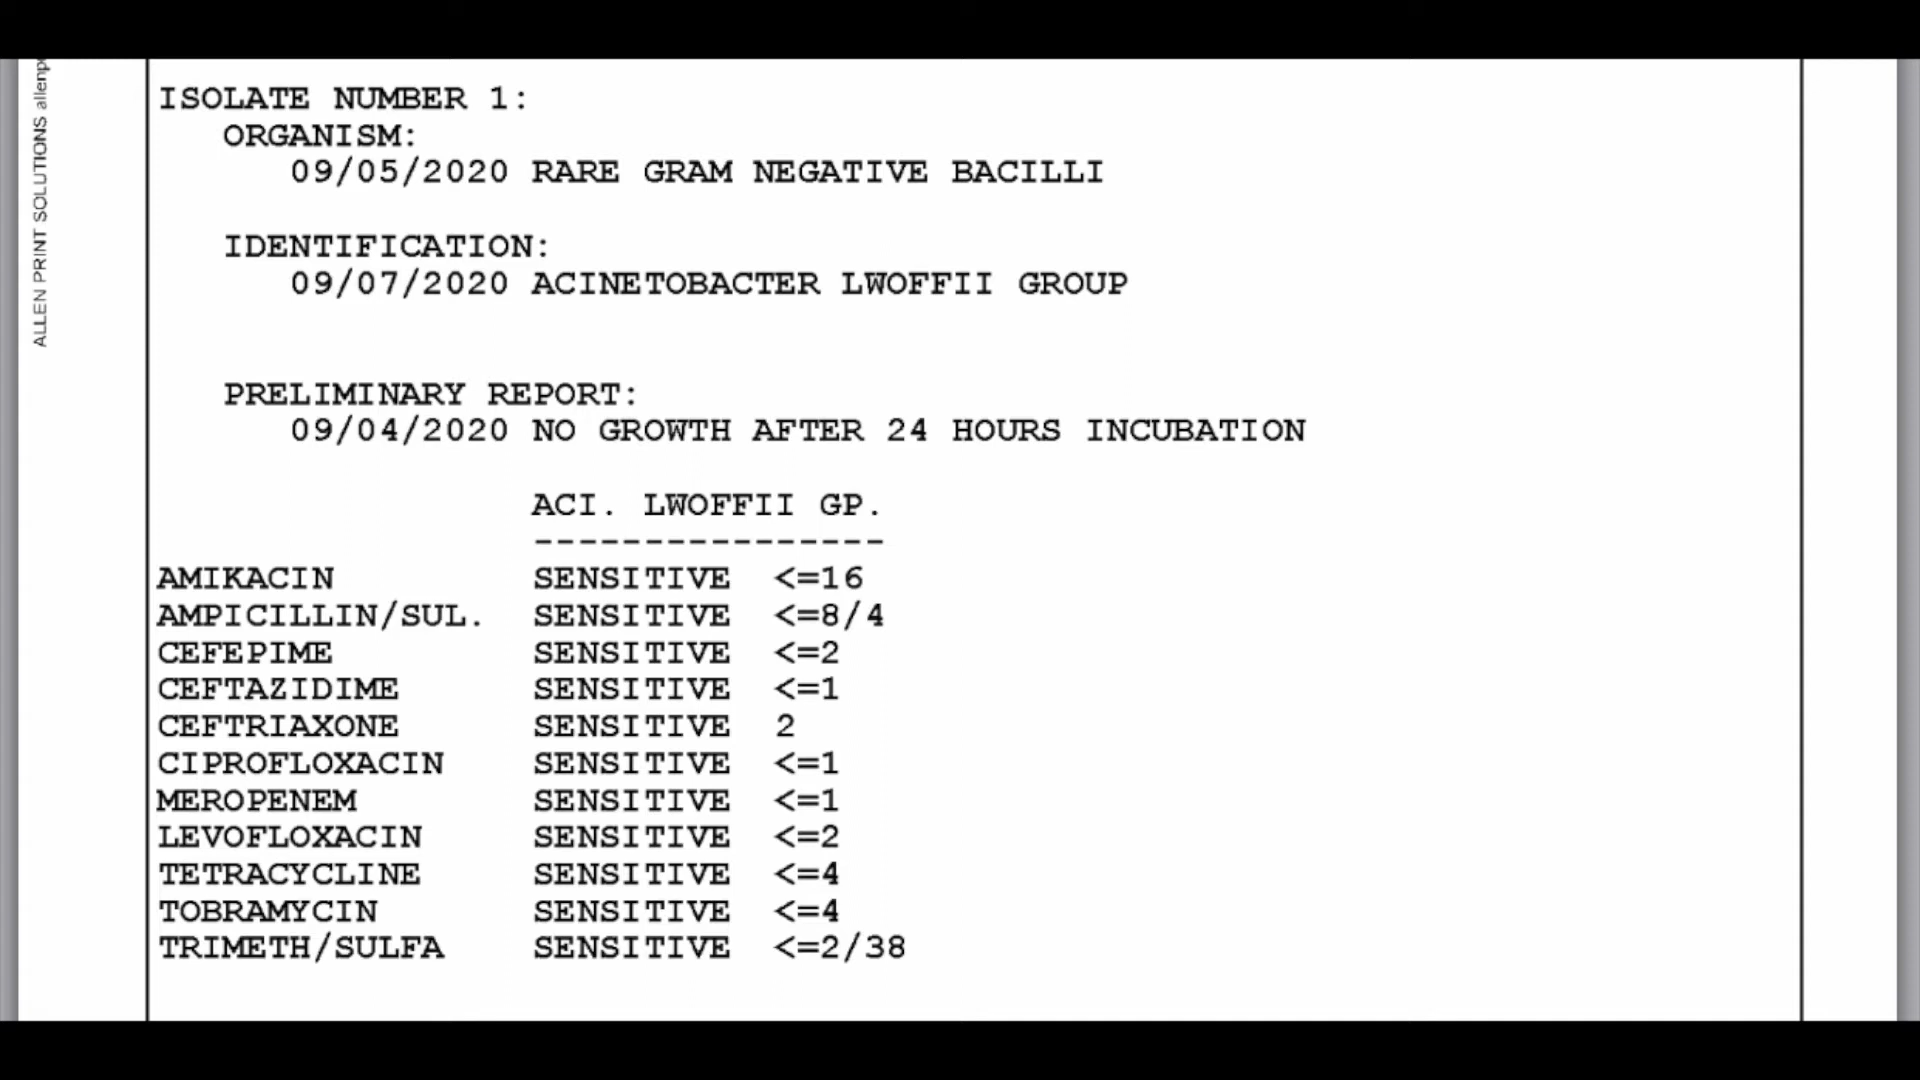 ALLEN PRINT SOLUTIONS
ISOLATE NUMBER 1:
ORGANISM:
09/05/2020 RARE GRAM NEGATIVE BACILLI
IDENTIFICATION:
09/07/2020 ACINETOBACTER LWOFFII GROUP
PRELIMINARY REPORT:
09/04/2020 NO GROWTH AFTER 24 HOURS INCUBATION
ACI. LWOFFII GP.
----------------
AMIKACIN SENSITIVE <=16
AMPICILLIN/SUL. SENSITIVE <=8/4
CEFEPIME SENSITIVE <=2
CEFTAZIDIME SENSITIVE <=1
CEFTRIAXONE SENSITIVE 2
CIPROFLOXACIN SENSITIVE <=1
MEROPENEM SENSITIVE <=1
LEVOFLOXACIN SENSITIVE <=2
TETRACYCLINE SENSITIVE <=4
TOBRAMYCIN SENSITIVE <=4
TRIMETH/SULFA SENSITIVE <=2/38